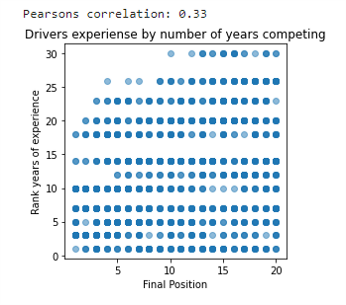 Pearsons correlation: 0.33
Drivers experiense by number of years competing
30
25
20
15
10
5
0
Rank years of experience
5
10
15
20
Final Position